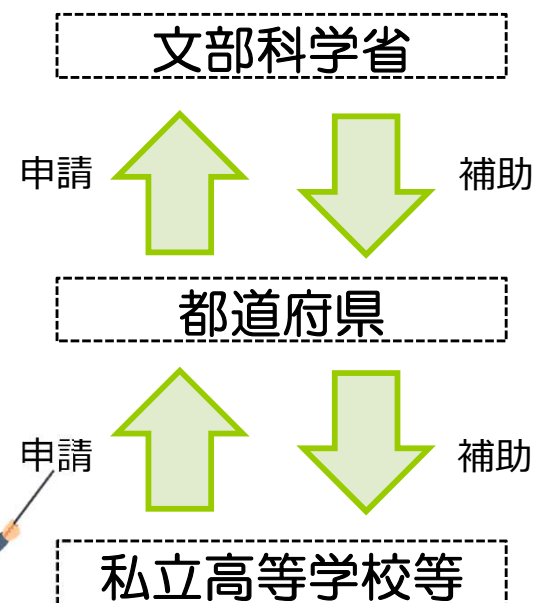 文部科学省
申請
補助
都道府県
申請
補助
私立高等学校等